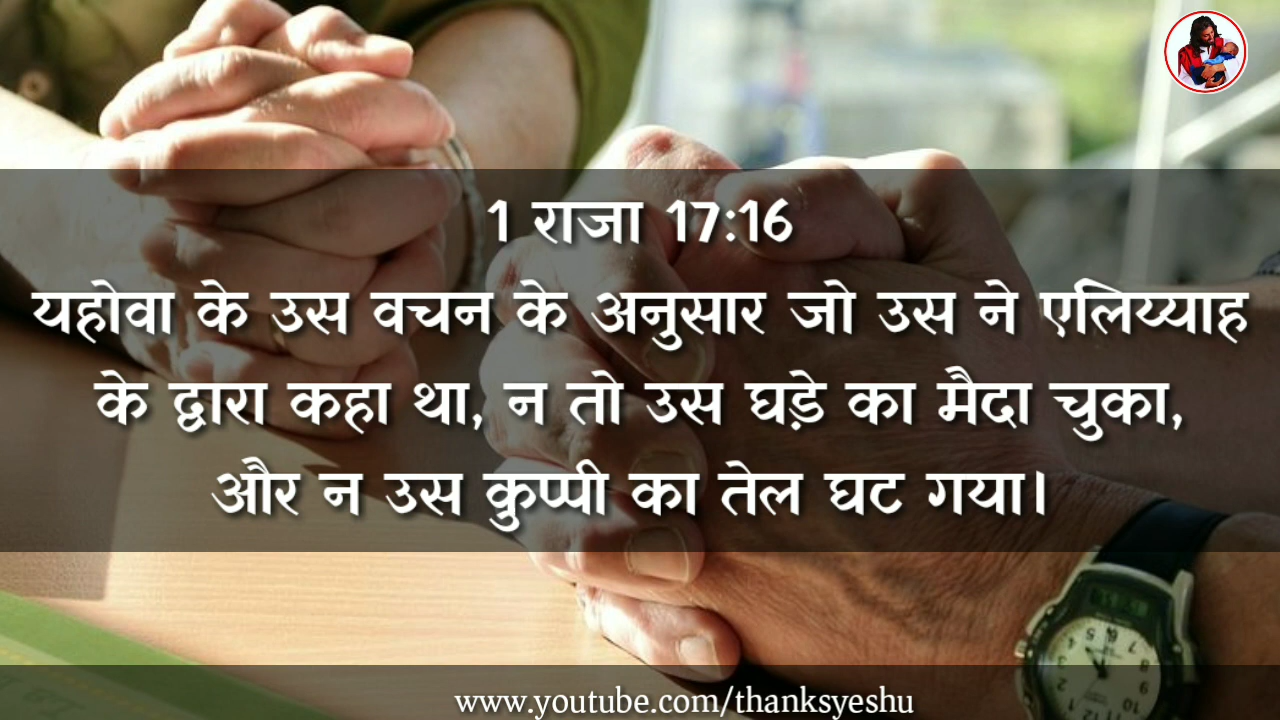 1 राजा 17:16
यहोवा के उस वचन के अनुसार जो उस ने एलिय्याह
के द्वारा कहा था, न तो उस घड़े का मैदा चुका,
और न उस कुप्पी का तेल घट गया।
www.youtube.com/thanksyeshu